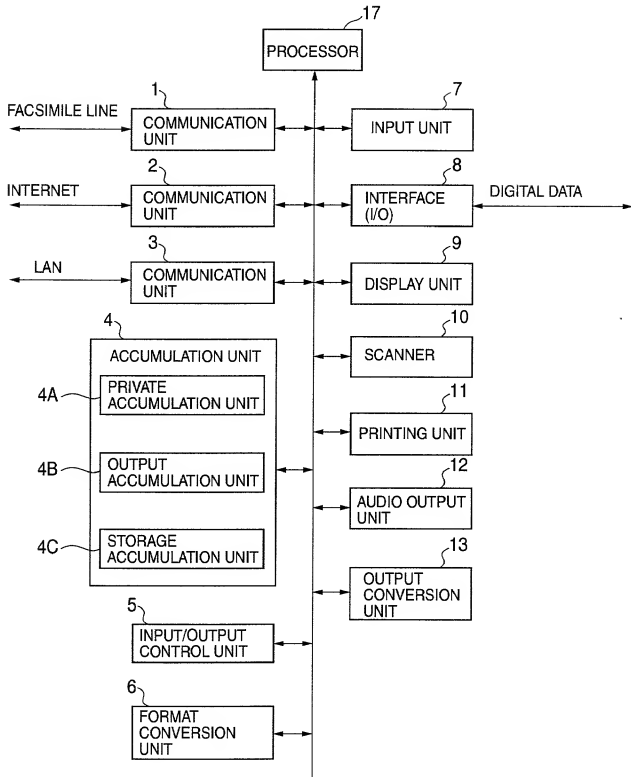 17
PROCESSOR
FACSIMILE LINE
1
COMMUNICATION
UNIT
7
INPUT UNIT
INTERNET
2
COMMUNICATION
UNIT
8
INTERFACE
(I/O)
DIGITAL DATA
LAN
3
COMMUNICATION
UNIT
9
DISPLAY UNIT
4
ACCUMULATION UNIT
4A
PRIVATE
ACCUMULATION UNIT
4B
OUTPUT
ACCUMULATION UNIT
4C
STORAGE
ACCUMULATION UNIT
10
SCANNER
11
PRINTING UNIT
12
AUDIO OUTPUT
UNIT
13
OUTPUT
CONVERSION
UNIT
5
INPUT/OUTPUT
CONTROL UNIT
6
FORMAT
CONVERSION
UNIT